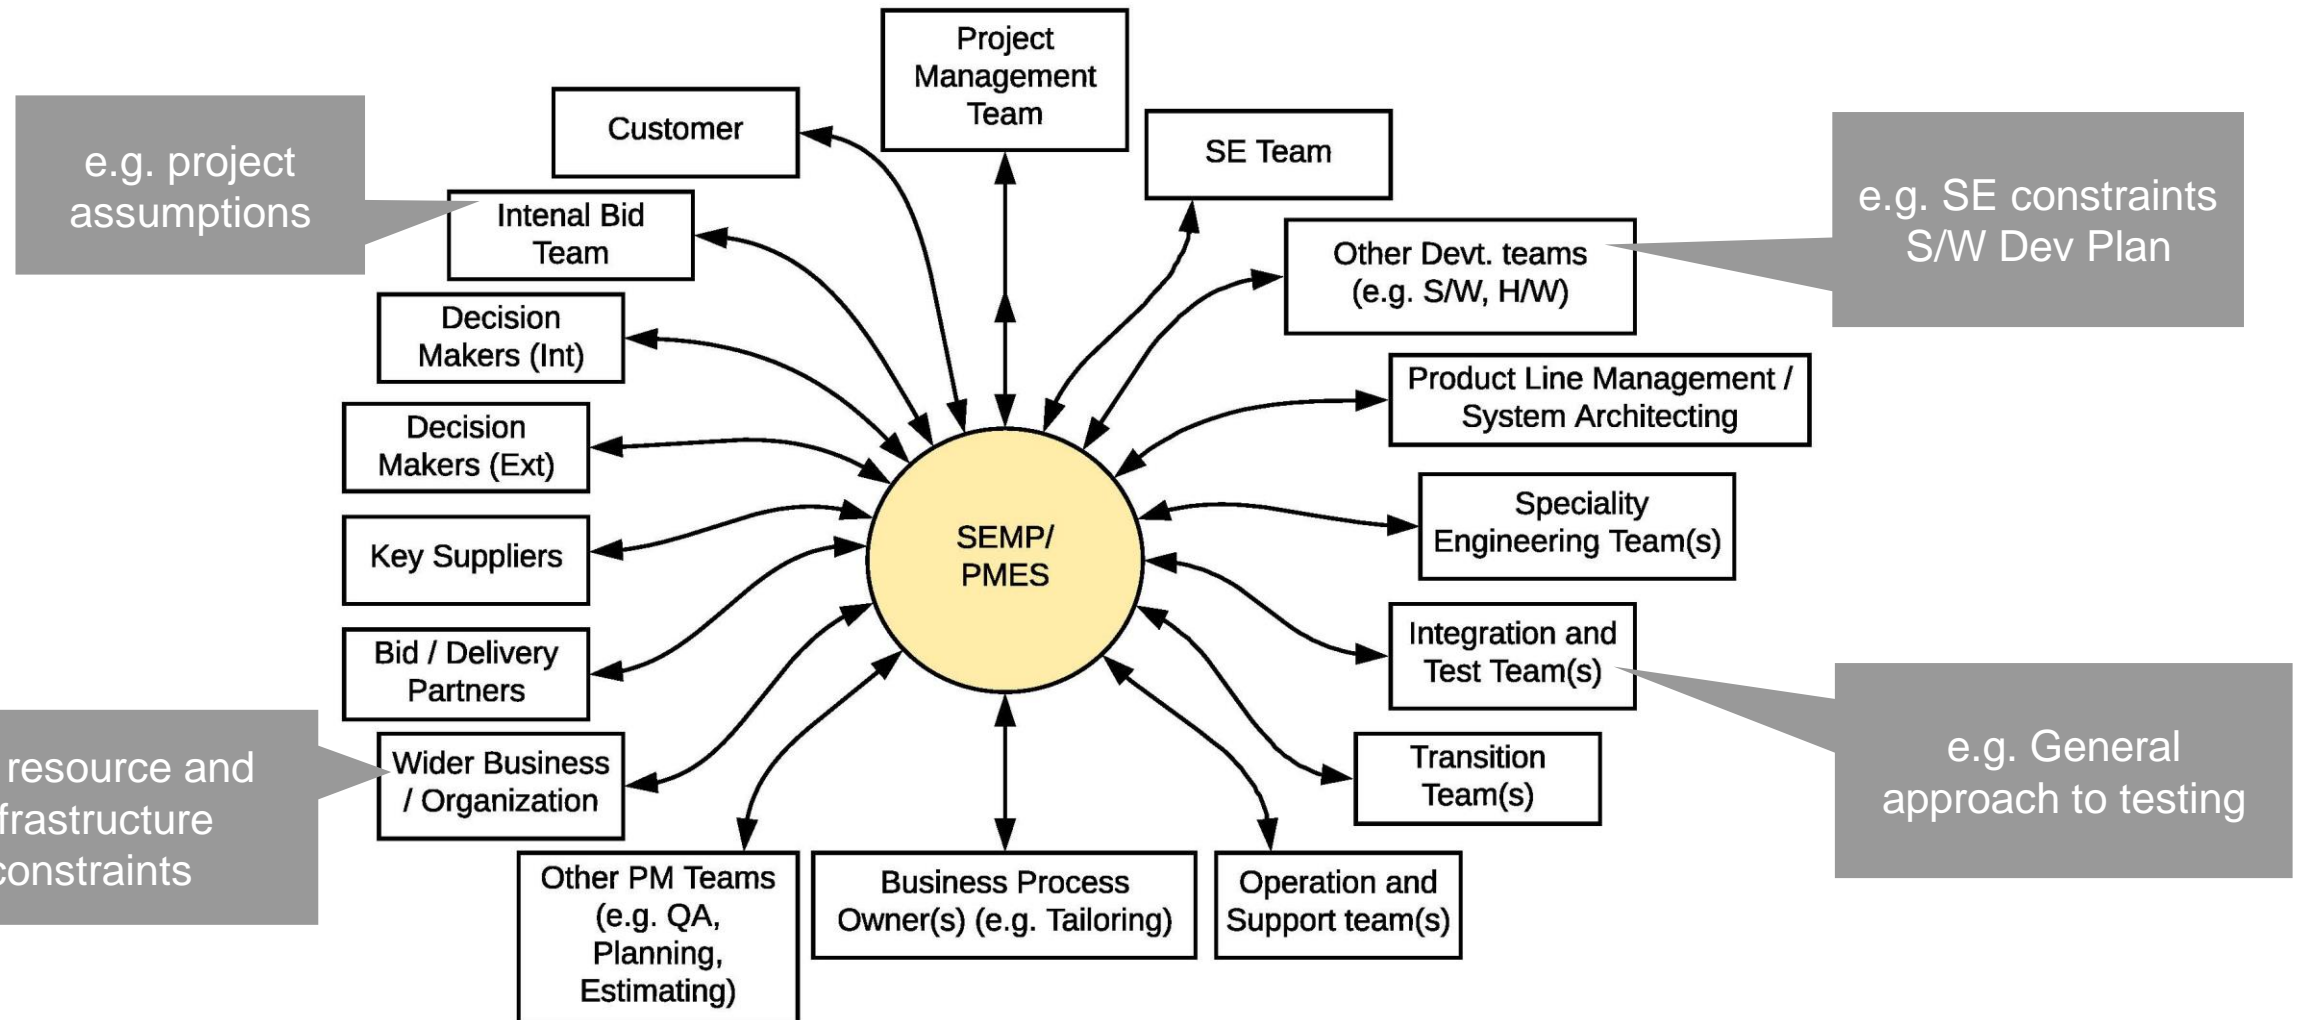 Project
Management
Team
Customer
SE Team
e.g. project
assumptions
Intenal Bid
Team
e.g. SE constraints
S/W Dev Plan
Other Devt. teams
(e.g. S/W, H/W)
Decision
Makers (Int)
Product Line Management /
System Architecting
Decision
Makers (Ext)
Speciality
Engineering Team(s)
Key Suppliers
SEMP/
PMES
Integration and
Test Team(s)
Bid / Delivery
Partners
resource and
frastructure
constraints
Wider Business
/ Organization
Transition
Team(s)
e.g. General
approach to testing
Other PM Teams
(e.g. QA,
Planning,
Estimating)
Business Process
Owner(s) (e.g. Tailoring)
Operation and
Support team(s)